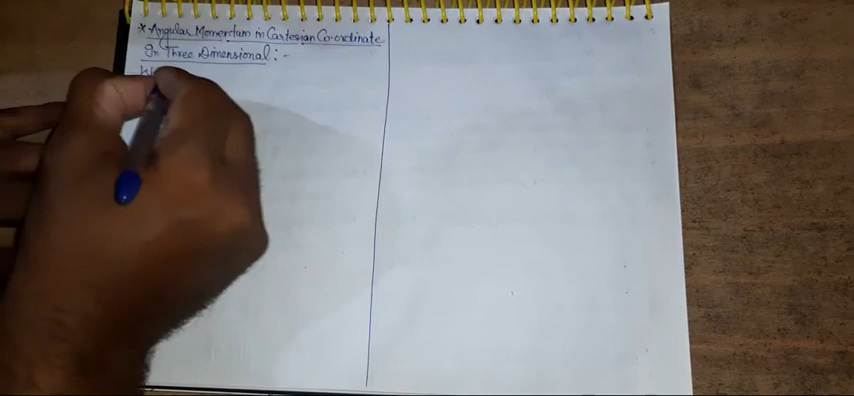 * Angular Momentum in Cartesian Co-ordinate
In Three Dimensional :-